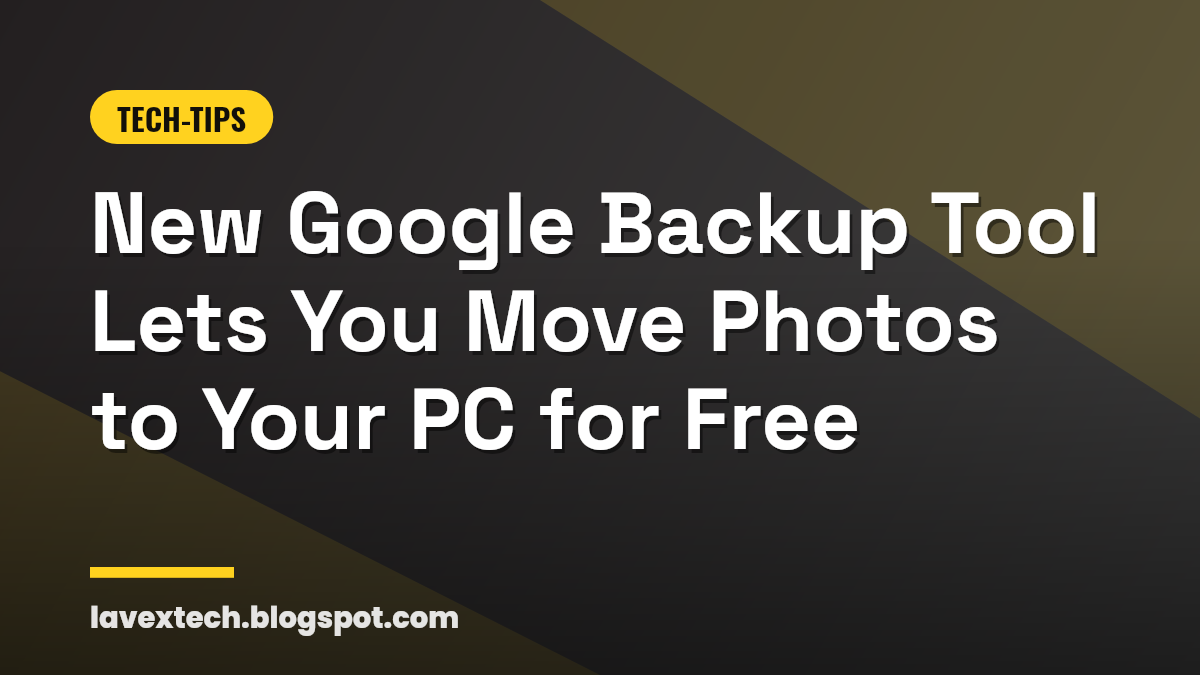 TECH-TIPS
New Google Backup Tool
Lets You Move Photos
to Your PC for Free
lavextech.blogspot.com